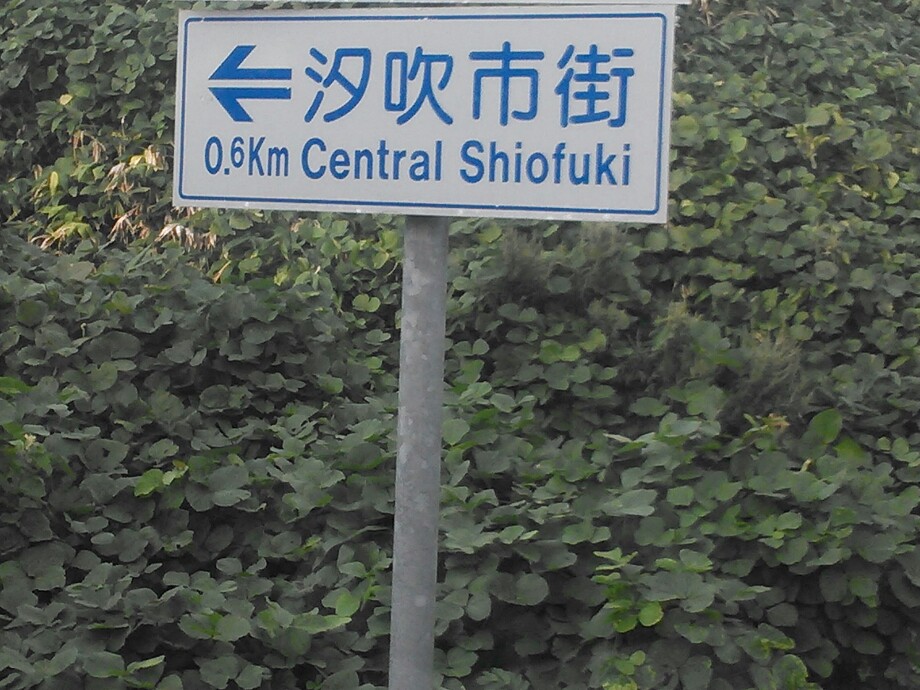 ←汐吹市街
0.6Km Central Shiofuki